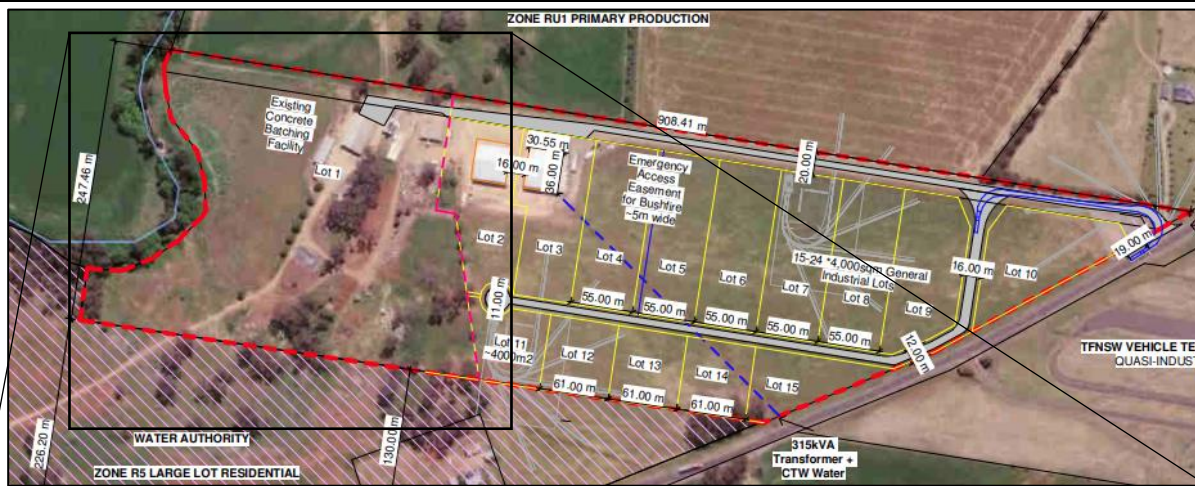 ZONE RU1 PRIMARY PRODUCTION
Existing
Concrete
Batching
Facility
908.41 m
247.46 m
Lot 1
30.55 m
16.00 m
36.00 m
Emergency
Access
Easement
for Bushfire
~5m wide
20.00 m
Lot 2
Lot 3
Lot 4
Lot 5
Lot 6
Lot 7
15-24 *4,000sqm General
Industrial Lots
Lot 8
Lot 9
16.00 m
Lot 10
19.00 m
11.00 m
55.00 m
55.00 m
55.00 m
55.00 m
55.00 m
12.00 m
Lot 11
~4000m2
Lot 12
Lot 13
Lot 14
Lot 15
61.00 m
61.00 m
61.00 m
TFNSW VEHICLE TE
QUASI-INDUST
WATER AUTHORITY
226.20 m
130.00 m
ZONE R5 LARGE LOT RESIDENTIAL
315kVA
Transformer +
CTW Water